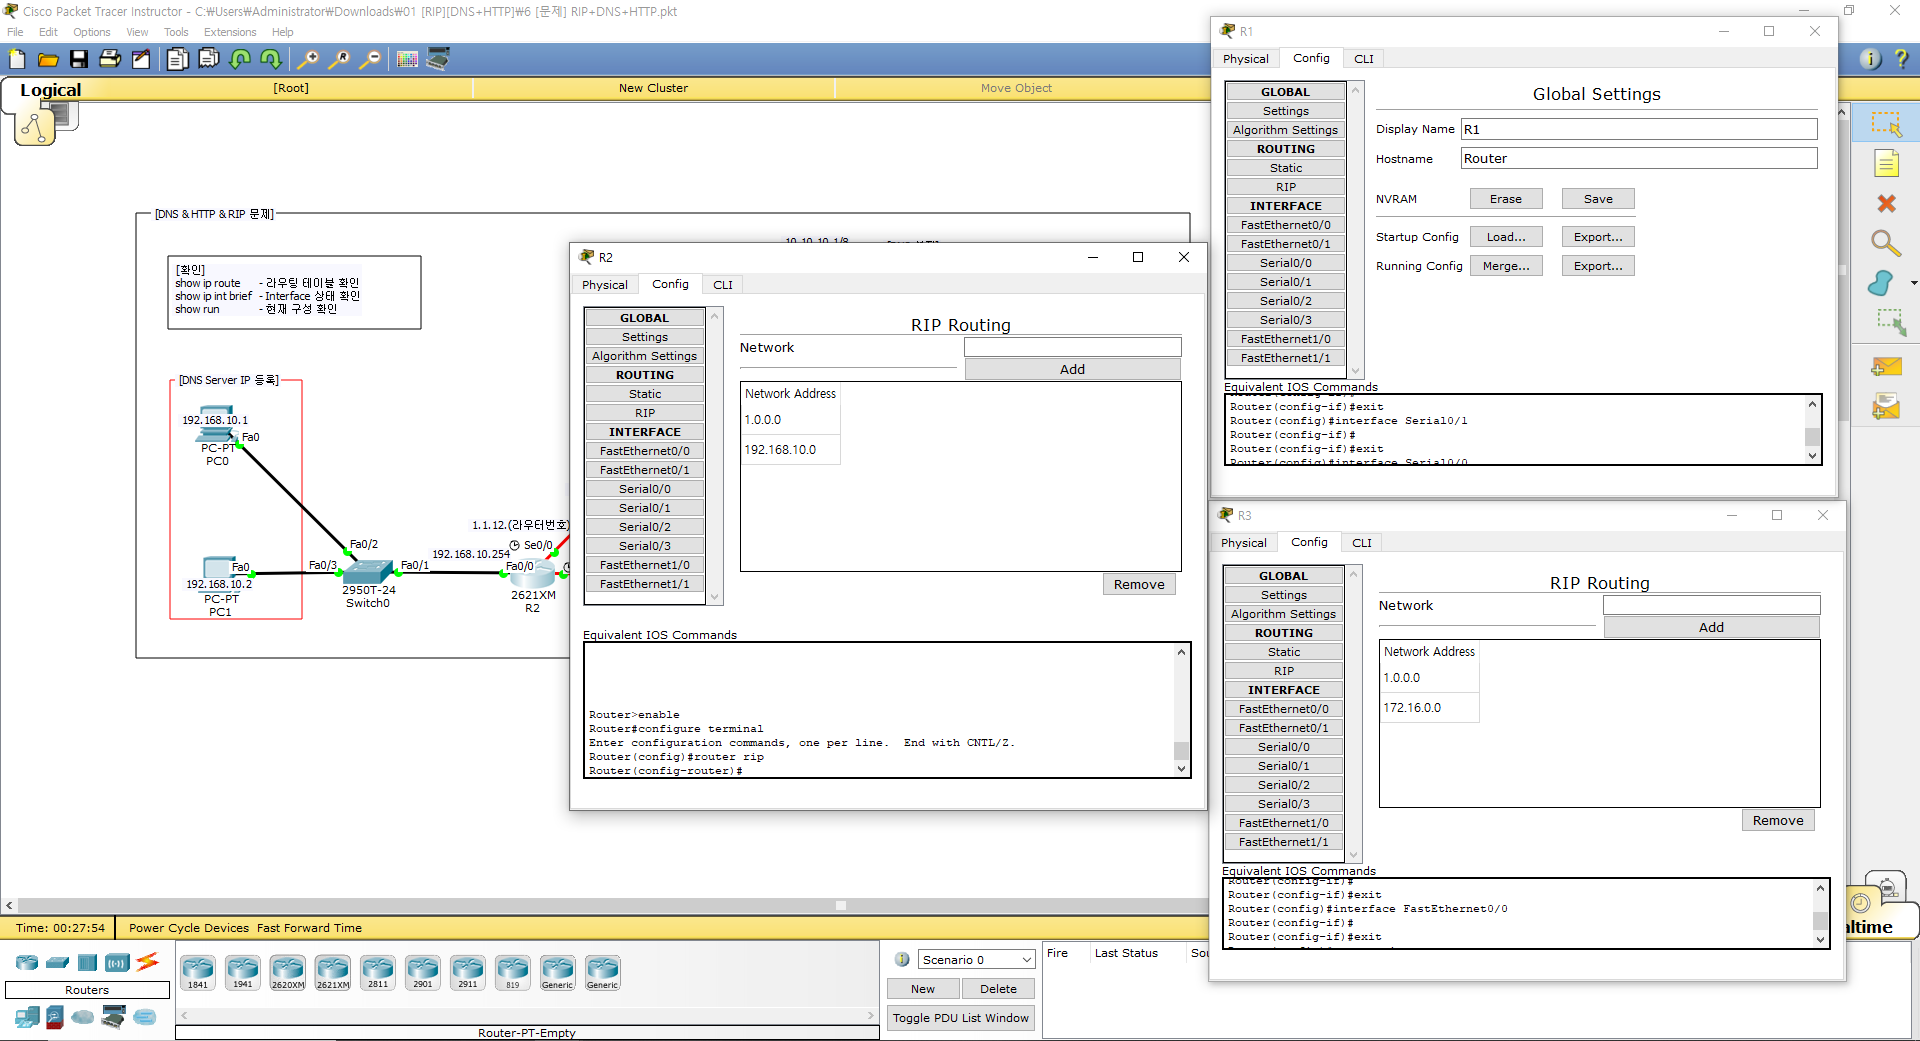 Cisco Packet Tracer Instructor - C:₩Users₩Administrator₩Downloads₩01 [RIP][DNS+HTTP]₩6 [문제] RIP+DNS+HTTP.pkt
File Edit Options View Tools Extensions Help
Logical
[Root]
New Cluster
Move Object
[DNS & HTTP & RIP 문제]
[확인]
show ip route - 라우팅 테이블 확인
show ip int brief - Interface 상태 확인
show run - 현재 구성 확인
[DNS Server IP 등록]
192.168.10.1
Fa0
PC-PT
PC0
Fa0/2
Fa0
192.168.10.2
PC-PT
PC1
Fa0/3
Fa0/1
2950T-24
Switch0
1.1.12.(라우터번호)
Se0/0
192.168.10.254
Fa0/0
2621XM
R2
R2
Physical Config CLI
GLOBAL
Settings
Algorithm Settings
ROUTING
Static
RIP
INTERFACE
FastEthernet0/0
FastEthernet0/1
Serial0/0
Serial0/1
Serial0/2
Serial0/3
FastEthernet1/0
FastEthernet1/1
RIP Routing
Network
Add
Network Address
1.0.0.0
192.168.10.0
Remove
Equivalent IOS Commands
Router>enable
Router#configure terminal
Enter configuration commands, one per line. End with CNTL/Z.
Router(config)#router rip
Router(config-router)#
R1
Physical Config CLI
GLOBAL
Settings
Algorithm Settings
ROUTING
Static
RIP
INTERFACE
FastEthernet0/0
FastEthernet0/1
Serial0/0
Serial0/1
Serial0/2
Serial0/3
FastEthernet1/0
FastEthernet1/1
Global Settings
Display Name R1
Hostname Router
NVRAM Erase Save
Startup Config Load... Export...
Running Config Merge... Export...
Equivalent IOS Commands
Router(config-if)#exit
Router(config)#interface Serial0/1
Router(config-if)#
Router(config-if)#exit
Router(config)#interface Serial0/0
R3
Physical Config CLI
GLOBAL
Settings
Algorithm Settings
ROUTING
Static
RIP
INTERFACE
FastEthernet0/0
FastEthernet0/1
Serial0/0
Serial0/1
Serial0/2
Serial0/3
FastEthernet1/0
FastEthernet1/1
RIP Routing
Network
Add
Network Address
1.0.0.0
172.16.0.0
Remove
Equivalent IOS Commands
Router(config-if)#
Router(config-if)#exit
Router(config)#interface FastEthernet0/0
Router(config-if)#
Router(config-if)#exit
Time: 00:27:54
Power Cycle Devices Fast Forward Time
ltime
Routers
1841 1941 2620XM 2621XM 2811 2901 2911 819 Generic Generic
Router-PT-Empty
Scenario 0
New Delete
Toggle PDU List Window
Fire Last Status Sou